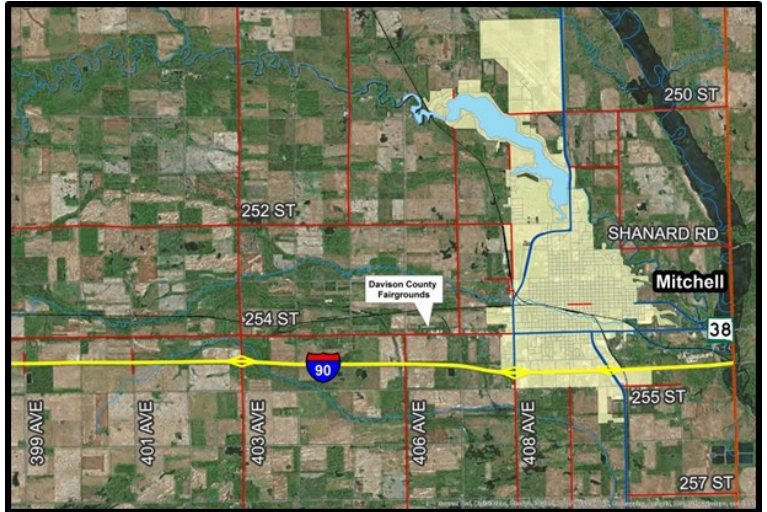 250 ST
252 ST
SHANARD RD
Mitchell
Davison County
Fairgrounds
254 ST
38
90
255 ST
399 AVE
401 AVE
403 AVE
406 AVE
408 AVE
257 ST